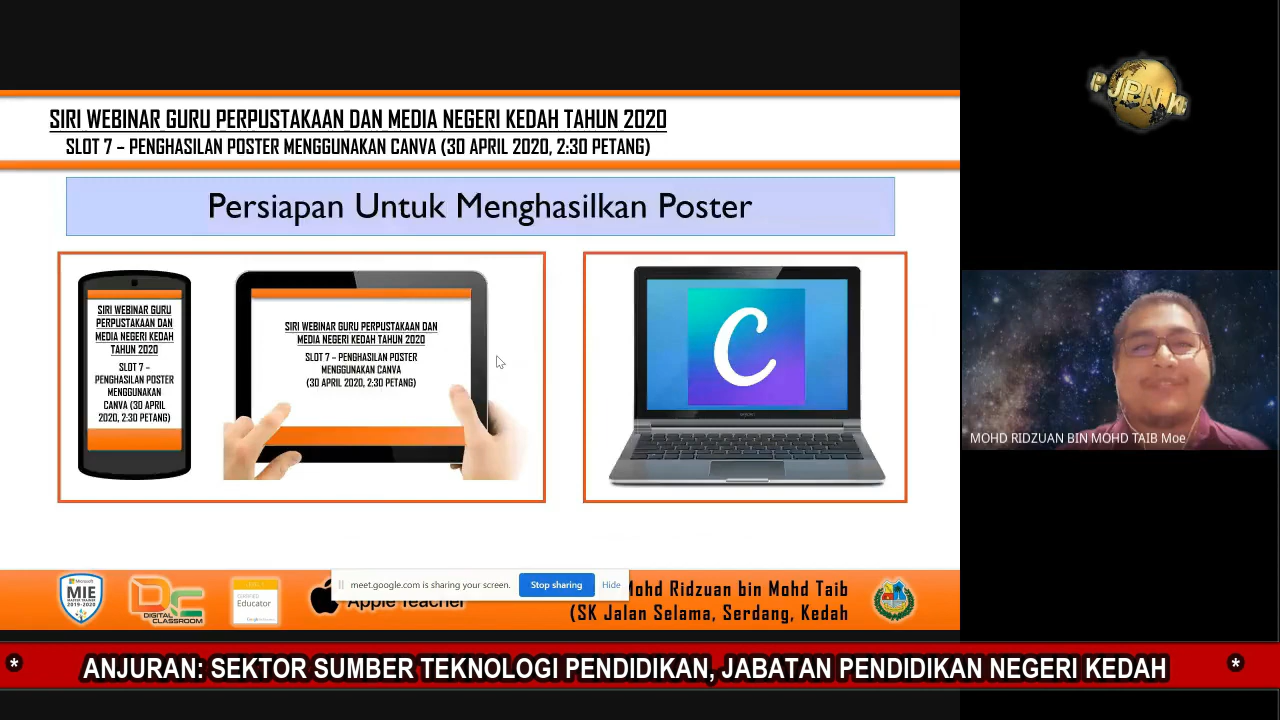 SIRI WEBINAR GURU PERPUSTAKAAN DAN MEDIA NEGERI KEDAH TAHUN 2020
SLOT 7 – PENGHASILAN POSTER MENGGUNAKAN CANVA (30 APRIL 2020, 2:30 PETANG)
Persiapan Untuk Menghasilkan Poster
SIRI WEBINAR GURU
PERPUSTAKAAN DAN
MEDIA NEGERI KEDAH
TAHUN 2020
SLOT 7 –
PENGHASILAN POSTER
MENGGUNAKAN
CANVA (30 APRIL
2020, 2:30 PETANG)
SIRI WEBINAR GURU PERPUSTAKAAN DAN
MEDIA NEGERI KEDAH TAHUN 2020
SLOT 7 – PENGHASILAN POSTER
MENGGUNAKAN CANVA
(30 APRIL 2020, 2:30 PETANG)
C
JPN
MOHD RIDZUAN BIN MOHD TAIB Moe
Microsoft
MIE
2019-2020
DC
DIGITAL
CLASSROOM
Educator
meet.google.com is sharing your screen.
Stop sharing
Hide
Apple Teacher
Mohd Ridzuan bin Mohd Taib
(SK Jalan Selama, Serdang, Kedah
* ANJURAN: SEKTOR SUMBER TEKNOLOGI PENDIDIKAN, JABATAN PENDIDIKAN NEGERI KEDAH *